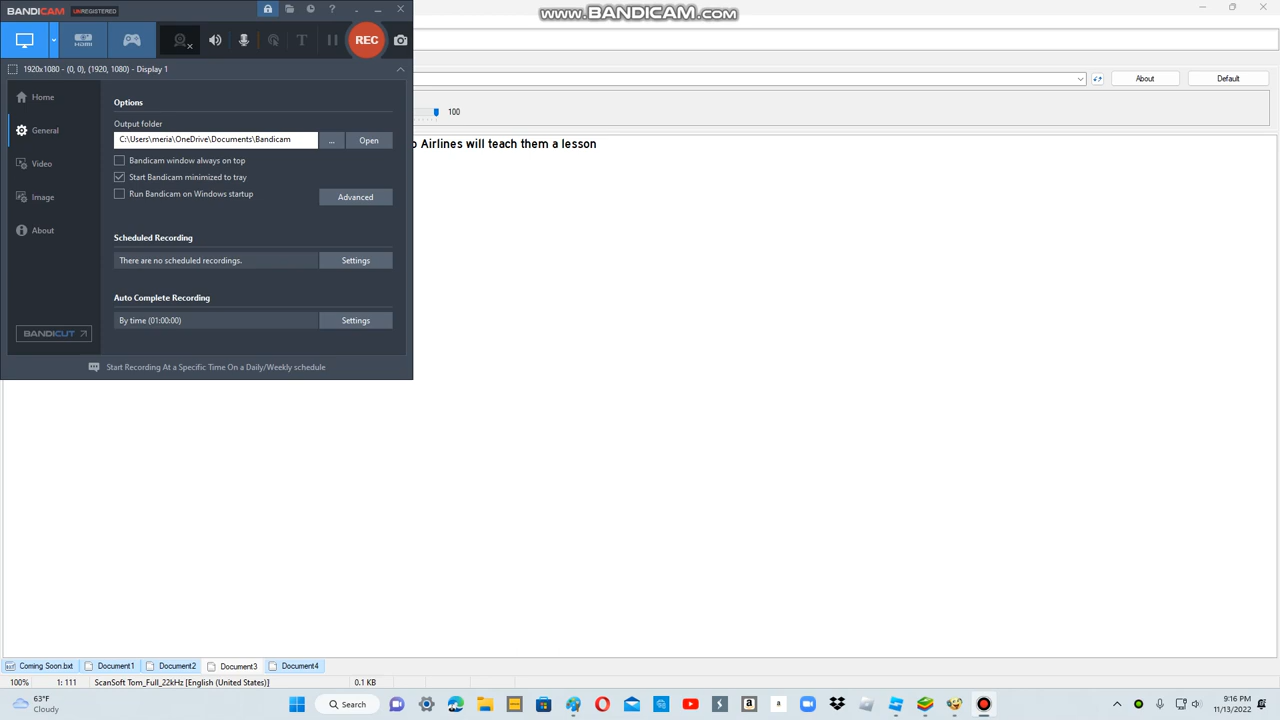 BANDICAM UNREGISTERED
www.BANDICAM.com
HDMI
REC
1920x1080 - (0, 0), (1920, 1080) - Display 1
About
Default
Home
Options
100
General
Output folder
C:\Users\meria\OneDrive\Documents\Bandicam
...
Open
Airlines will teach them a lesson
Video
Bandicam window always on top
Start Bandicam minimized to tray
Image
Run Bandicam on Windows startup
Advanced
About
Scheduled Recording
There are no scheduled recordings.
Settings
Auto Complete Recording
By time (01:00:00)
Settings
BANDICUT
Start Recording At a Specific Time On a Daily/Weekly schedule
Coming Soon.bxt
Document1
Document2
Document3
Document4
100%
1: 111
ScanSoft Tom_Full_22kHz [English (United States)]
0.1 KB
63°F
Cloudy
Search
9:16 PM
11/13/2022